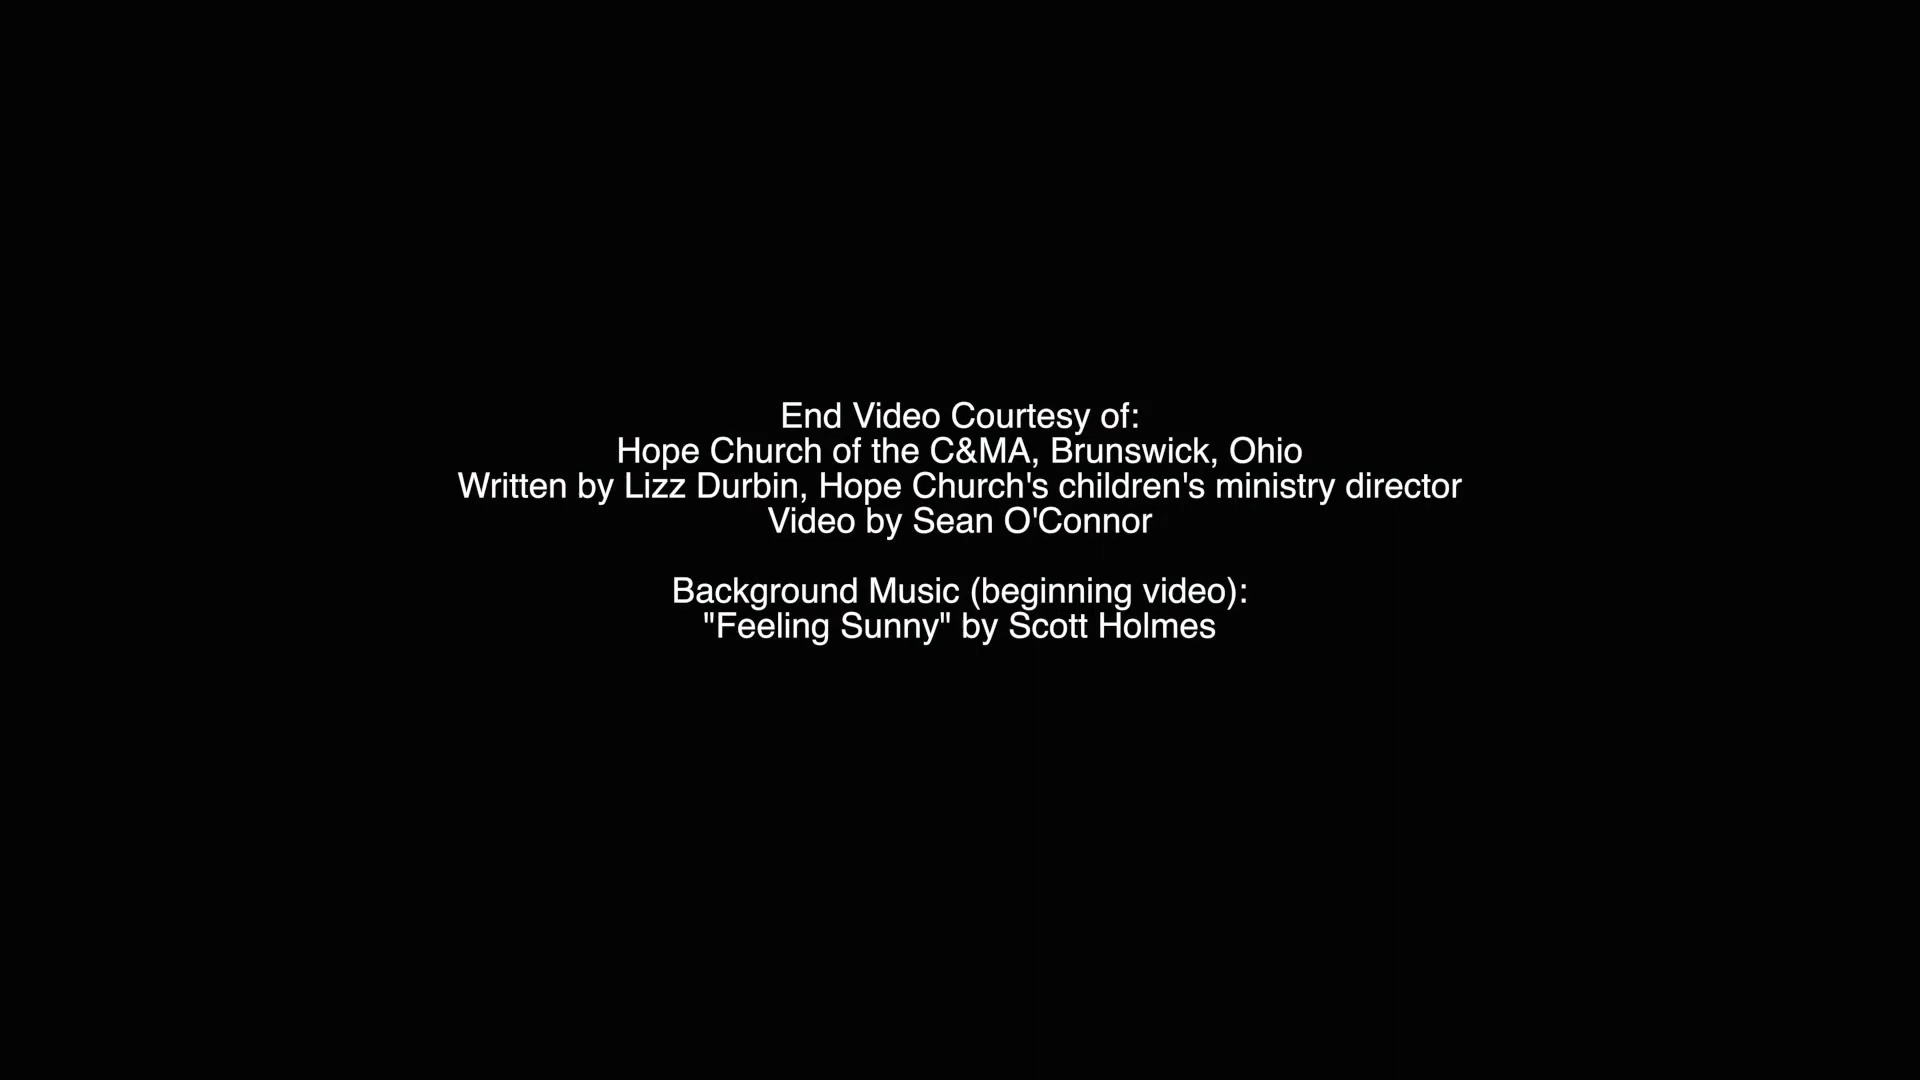 End Video Courtesy of:
Hope Church of the C&MA, Brunswick, Ohio
Written by Lizz Durbin, Hope Church's children's ministry director
Video by Sean O'Connor
Background Music (beginning video):
"Feeling Sunny" by Scott Holmes